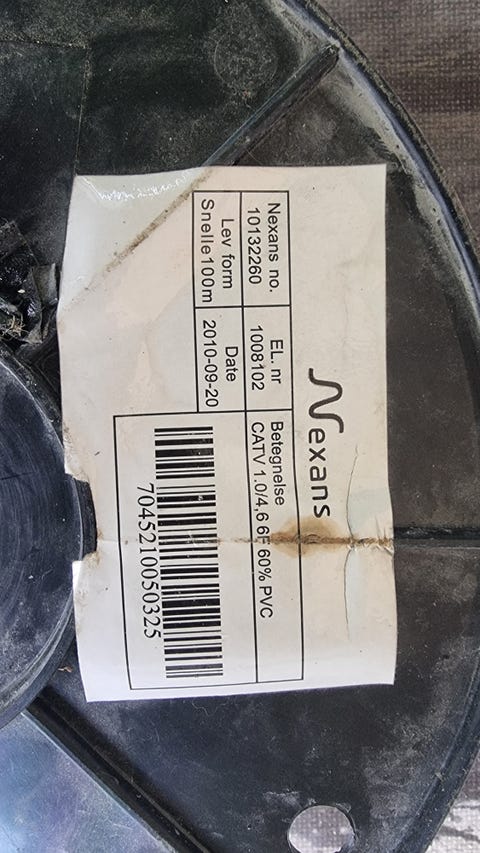 Nexans
Nexans no. EL. nr Betegnelse
10132260 1008102 CATV 1.0/4,6 6F 60% PVC
Lev form Date
Snelle100m 2010-09-20
7045210050325